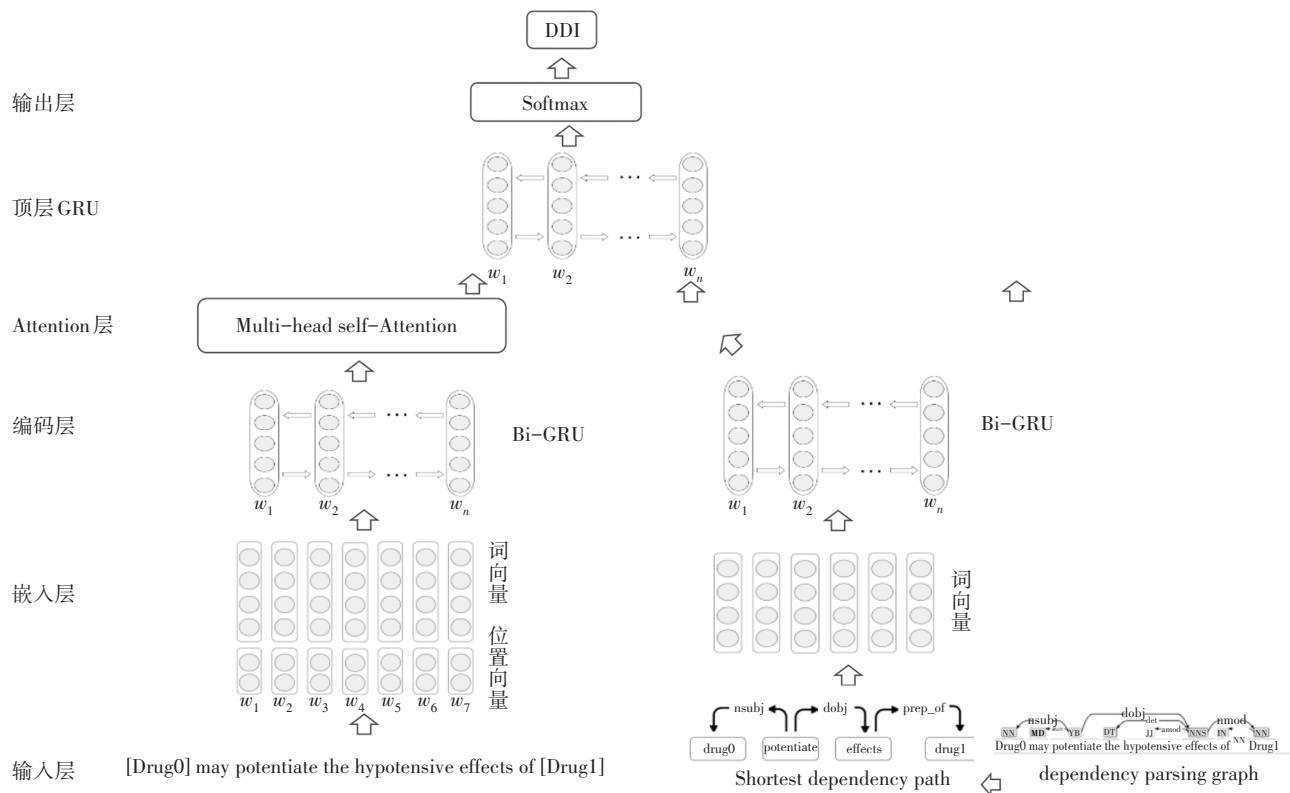 DDI
输出层
Softmax
顶层GRU
w1 w2 ··· wn
Attention层
Multi-head self-Attention
编码层
Bi-GRU
Bi-GRU
w1 w2 ··· wn
w1 w2 ··· wn
嵌入层
词向量
位置向量
词向量
w1 w2 w3 w4 w5 w6 w7
nsubj dobj prep_of
drug0 potentiate effects drug1
nsubj dobj det amod nmod
NN MD YB DT JJ NNS IN NN NN
Drug0 may potentiate the hypotensive effects of Drug1
输入层
[Drug0] may potentiate the hypotensive effects of [Drug1]
Shortest dependency path
dependency parsing graph